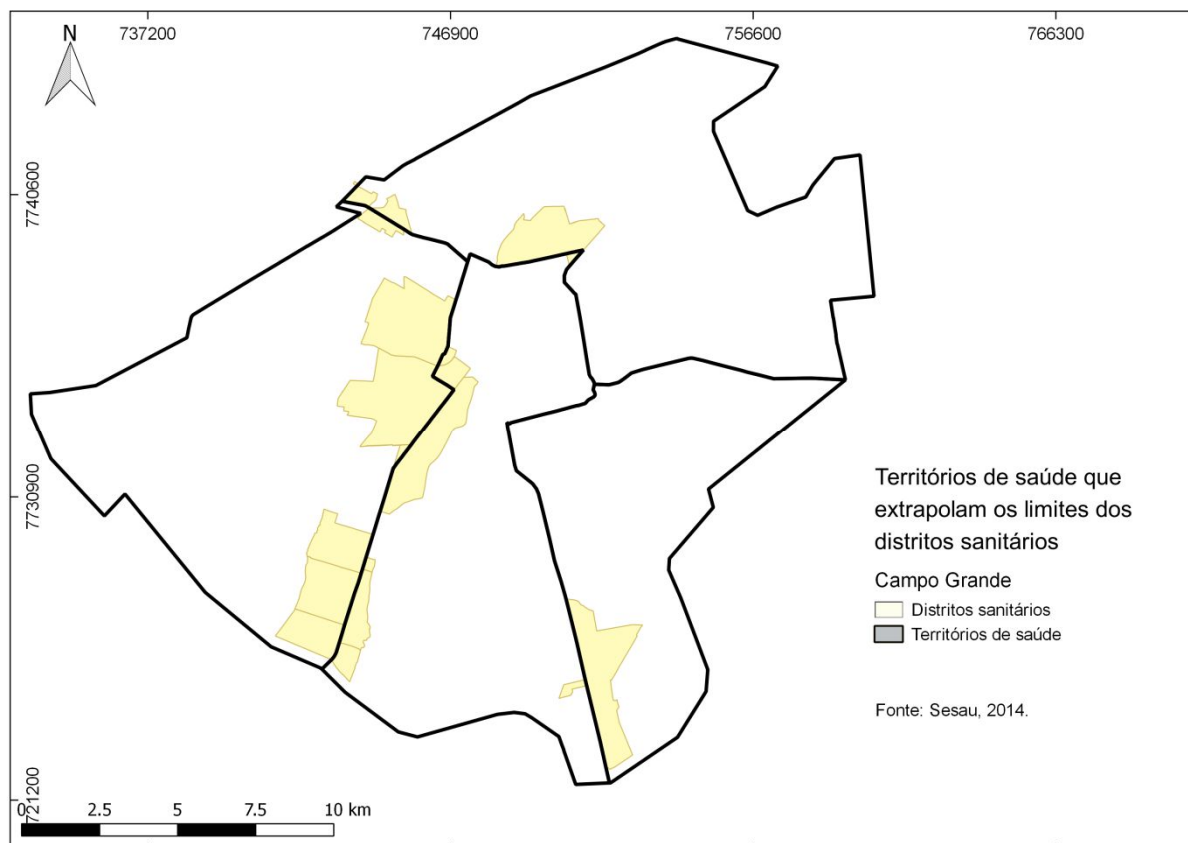 N
737200 746900 756600 766300
7740600
7730900
7721200
Territórios de saúde que
extrapolam os limites dos
distritos sanitários
Campo Grande
Distritos sanitários
Territórios de saúde
Fonte: Sesau, 2014.
0 2.5 5 7.5 10 km